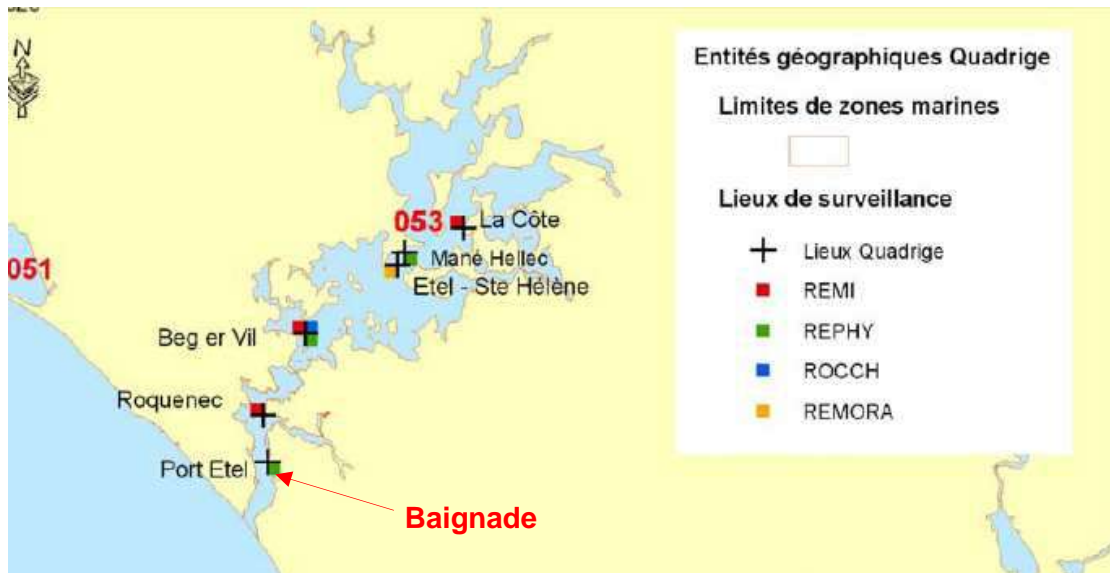 N
Entités géographiques Quadrige
Limites de zones marines
Lieux de surveillance
Lieux Quadrige
REMI
REPHY
ROCCH
REMORA
053
La Côte
Mané Hellec
Etel - Ste Hélène
051
Beg er Vil
Roquenec
Port Etel
Baignade